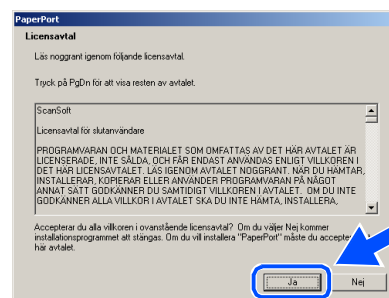 PaperPort
Licensavtal
Läs noggrant igenom följande licensavtal.
Tryck på PgDn för att visa resten av avtalet.
ScanSoft
Licensavtal för slutanvändare
PROGRAMVARAN OCH MATERIALET SOM OMFATTAS AV DET HÄR AVTALET ÄR
LICENSERADE, INTE SÅLDA, OCH FÅR ENDAST ANVÄNDAS ENLIGT VILLKOREN I
DET HÄR LICENSAVTALET. LÄS IGENOM AVTALET NOGGRANT. NÄR DU HÄMTAR,
INSTALLERAR, KOPIERAR ELLER ANVÄNDER PROGRAMVARAN PÅ NÅGOT
ANNAT SÄTT GODKÄNNER DU SAMTIDIGT VILLKOREN I AVTALET. OM DU INTE
GODKÄNNER ALLA VILLKOR I AVTALET SKA DU INTE HÄMTA, INSTALLERA,
Accepterar du alla villkoren i ovanstående licensavtal? Om du väljer Nej kommer
installationsprogrammet att stängas. Om du vill installera "PaperPort" måste du accepte
här avtalet.
Ja
Nej